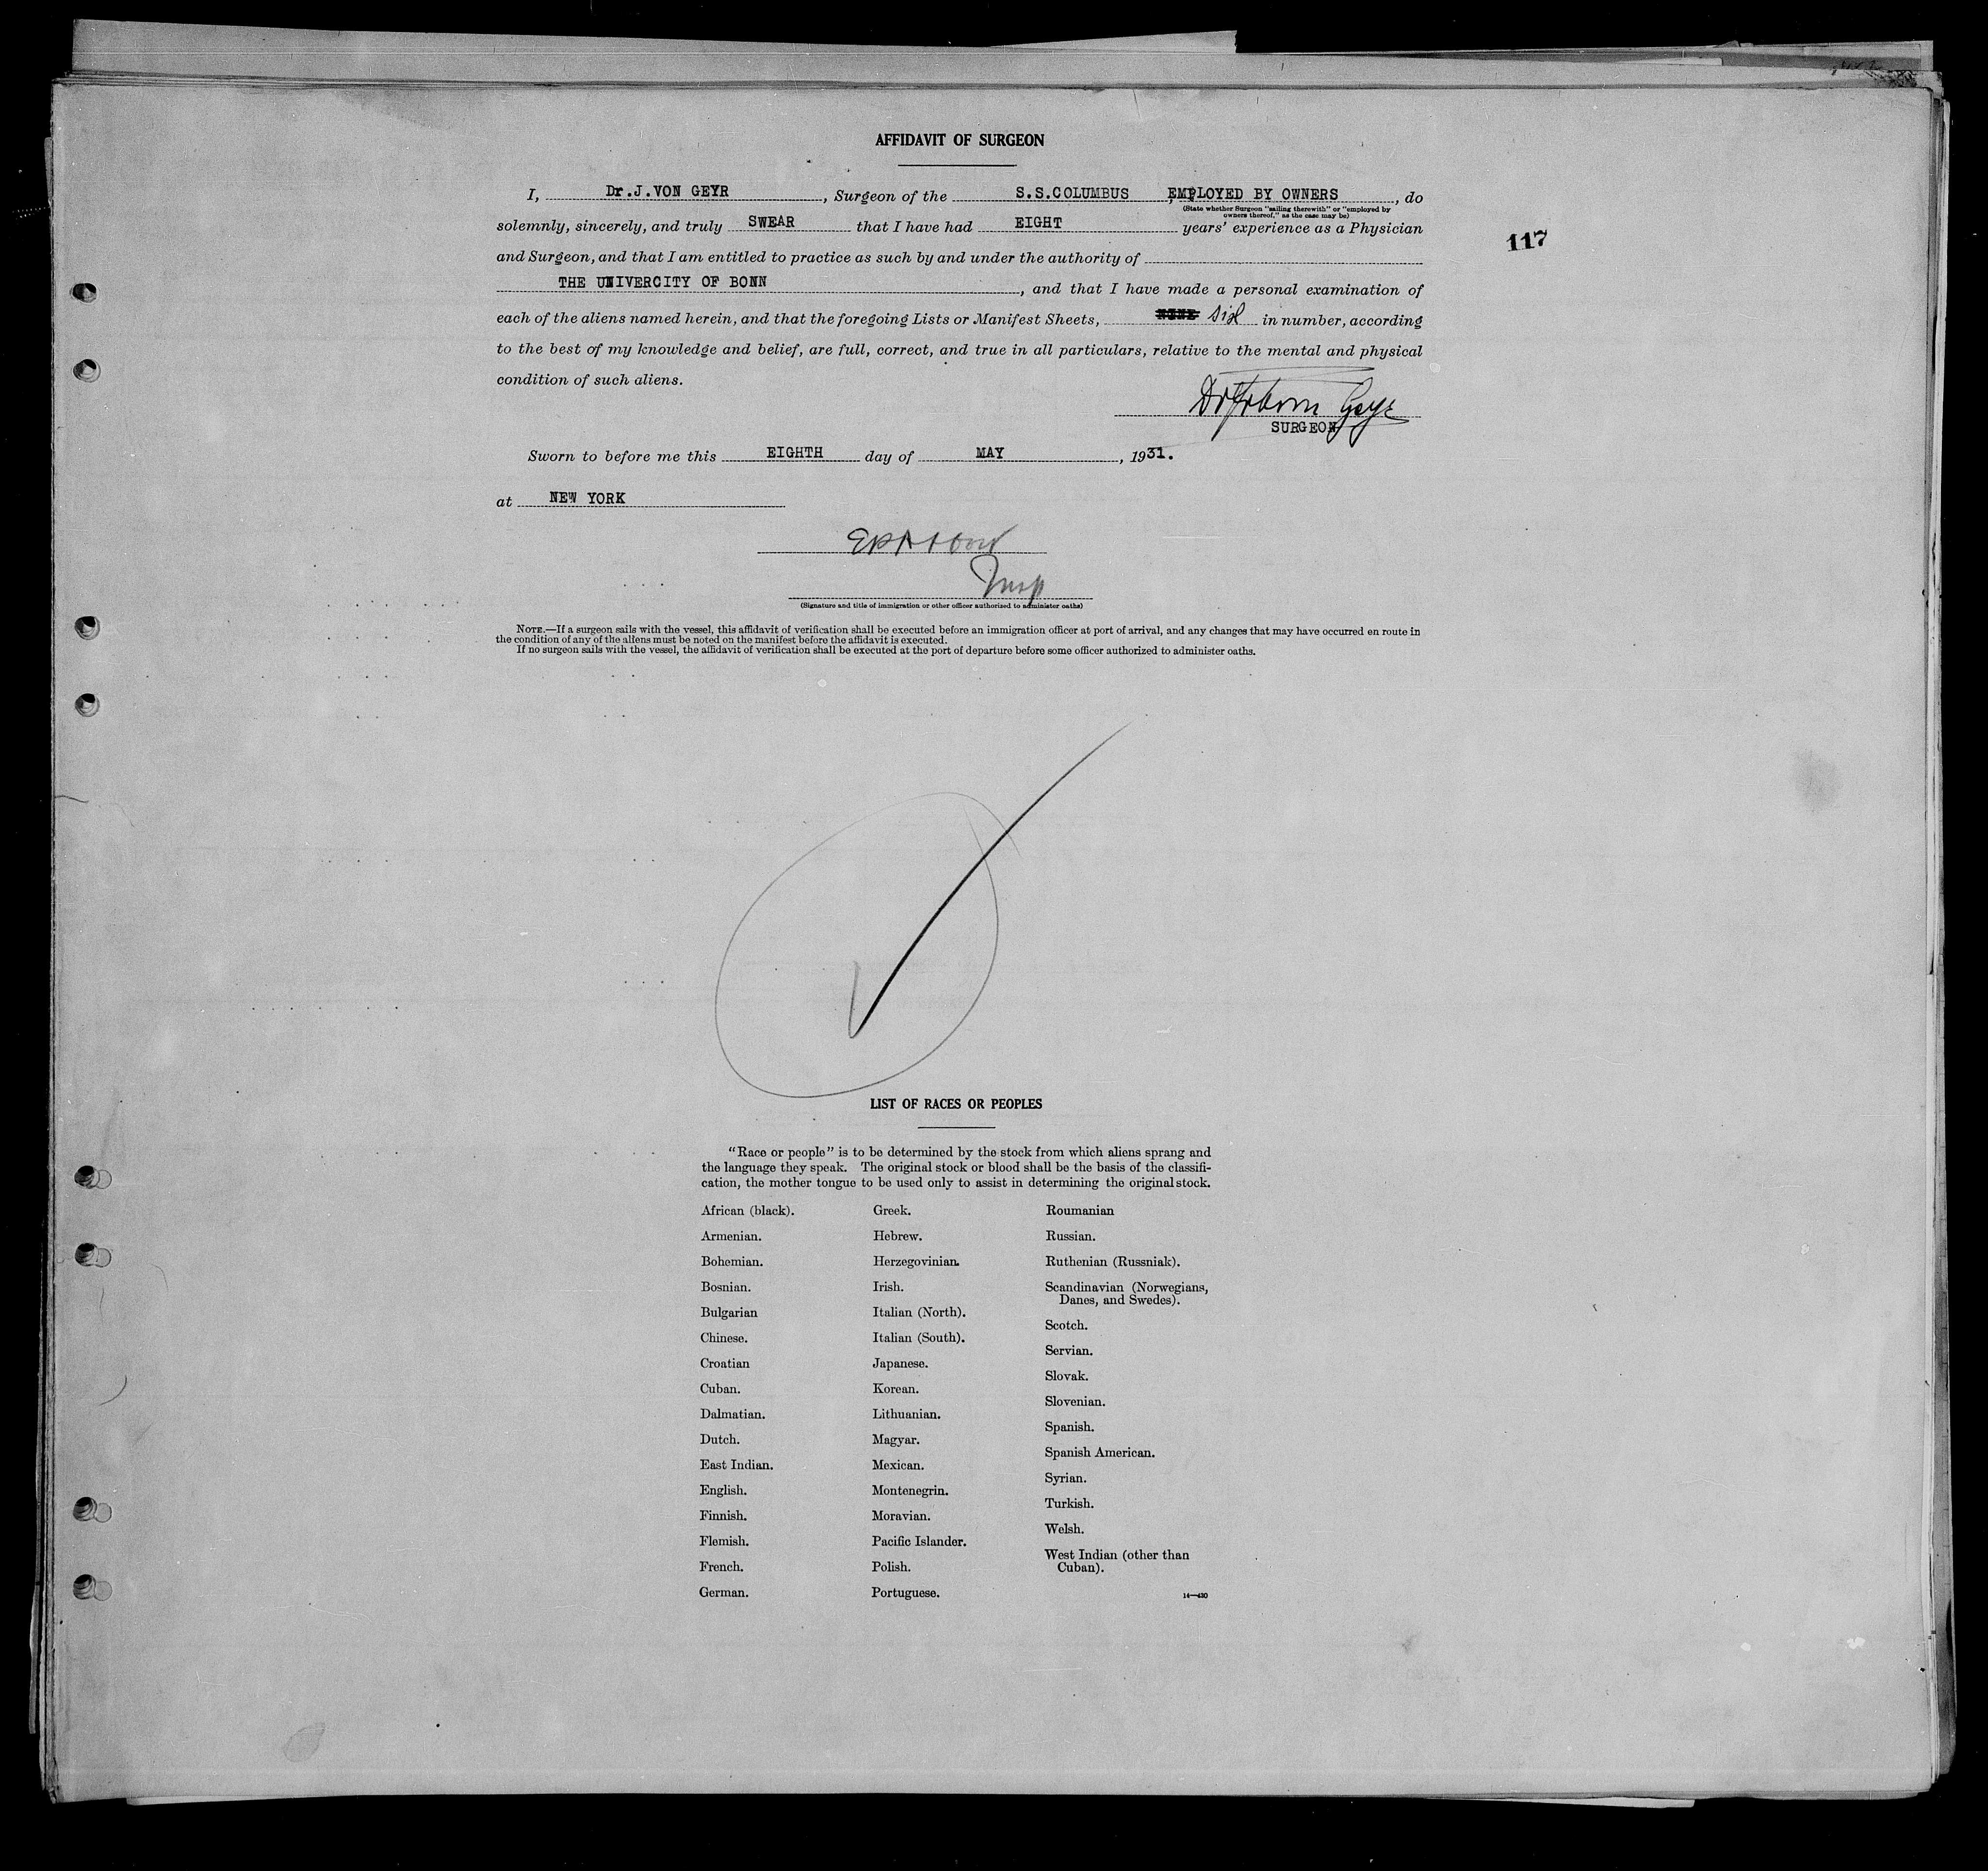 AFFIDAVIT OF SURGEON
I, Dr.J.VON GEYR, Surgeon of the S.S.COLUMBUS, EMPLOYED BY OWNERS, do
(State whether Surgeon "sailing therewith" or "employed by
owners thereof," as the case may be)
solemnly, sincerely, and truly SWEAR that I have had EIGHT years' experience as a Physician
117
and Surgeon, and that I am entitled to practice as such by and under the authority of
THE UNIVERCITY OF BONN, and that I have made a personal examination of
each of the aliens named herein, and that the foregoing Lists or Manifest Sheets, NONE six in number, according
to the best of my knowledge and belief, are full, correct, and true in all particulars, relative to the mental and physical
condition of such aliens.
Geyr
SURGEON
Sworn to before me this EIGHTH day of MAY, 1931.
at NEW YORK
Insp
(Signature and title of immigration or other officer authorized to administer oaths)
NOTE.—If a surgeon sails with the vessel, this affidavit of verification shall be executed before an immigration officer at port of arrival, and any changes that may have occurred en route in
the condition of any of the aliens must be noted on the manifest before the affidavit is executed.
If no surgeon sails with the vessel, the affidavit of verification shall be executed at the port of departure before some officer authorized to administer oaths.
LIST OF RACES OR PEOPLES
"Race or people" is to be determined by the stock from which aliens sprang and
the language they speak. The original stock or blood shall be the basis of the classifi-
cation, the mother tongue to be used only to assist in determining the original stock.
African (black).
Armenian.
Bohemian.
Bosnian.
Bulgarian
Chinese.
Croatian
Cuban.
Dalmatian.
Dutch.
East Indian.
English.
Finnish.
Flemish.
French.
German.
Greek.
Hebrew.
Herzegovinian.
Irish.
Italian (North).
Italian (South).
Japanese.
Korean.
Lithuanian.
Magyar.
Mexican.
Montenegrin.
Moravian.
Pacific Islander.
Polish.
Portuguese.
Roumanian
Russian.
Ruthenian (Russniak).
Scandinavian (Norwegians,
Danes, and Swedes).
Scotch.
Servian.
Slovak.
Slovenian.
Spanish.
Spanish American.
Syrian.
Turkish.
Welsh.
West Indian (other than
Cuban).
14—430